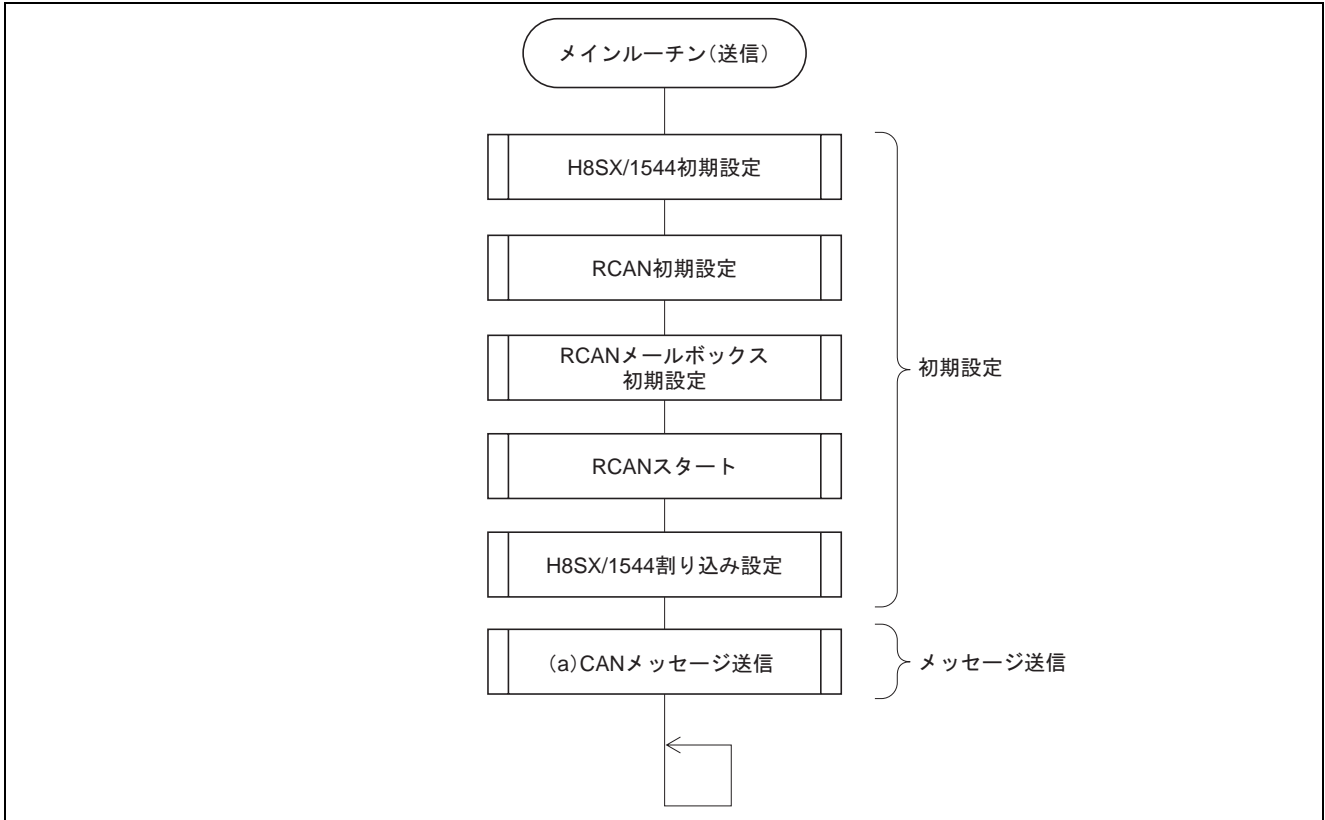 メインルーチン(送信)
H8SX/1544初期設定
RCAN初期設定
RCANメールボックス
初期設定
初期設定
RCANスタート
H8SX/1544割り込み設定
(a)CANメッセージ送信
メッセージ送信